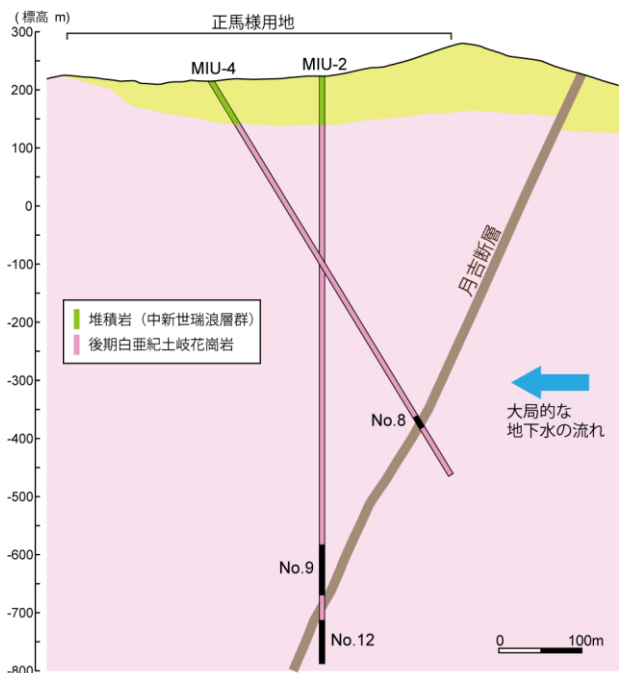 (標高 m)
正馬様用地
300
200
100
0
-100
-200
-300
-400
-500
-600
-700
-800
MIU-4
MIU-2
月吉断層
堆積岩（中新世瑞浪層群）
後期白亜紀土岐花崗岩
大局的な
地下水の流れ
No.8
No.9
No.12
0 100m